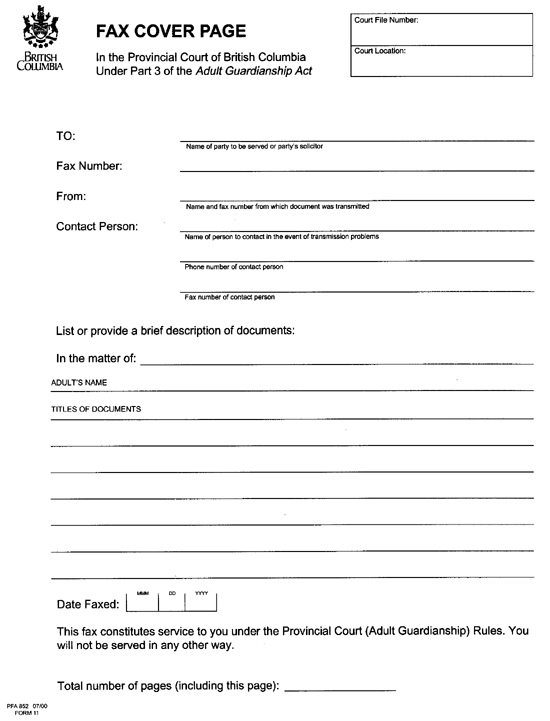 BRITISH
COLUMBIA
FAX COVER PAGE
In the Provincial Court of British Columbia
Under Part 3 of the Adult Guardianship Act
Court File Number:
Court Location:
TO:
Name of party to be served or party's solicitor
Fax Number:
From:
Name and fax number from which document was transmitted
Contact Person:
Name of person to contact in the event of transmission problems
Phone number of contact person
Fax number of contact person
List or provide a brief description of documents:
In the matter of:
ADULT'S NAME
TITLES OF DOCUMENTS
MMM DD YYYY
Date Faxed:
This fax constitutes service to you under the Provincial Court (Adult Guardianship) Rules. You
will not be served in any other way.
Total number of pages (including this page):
PFA 852 07/00
FORM 11